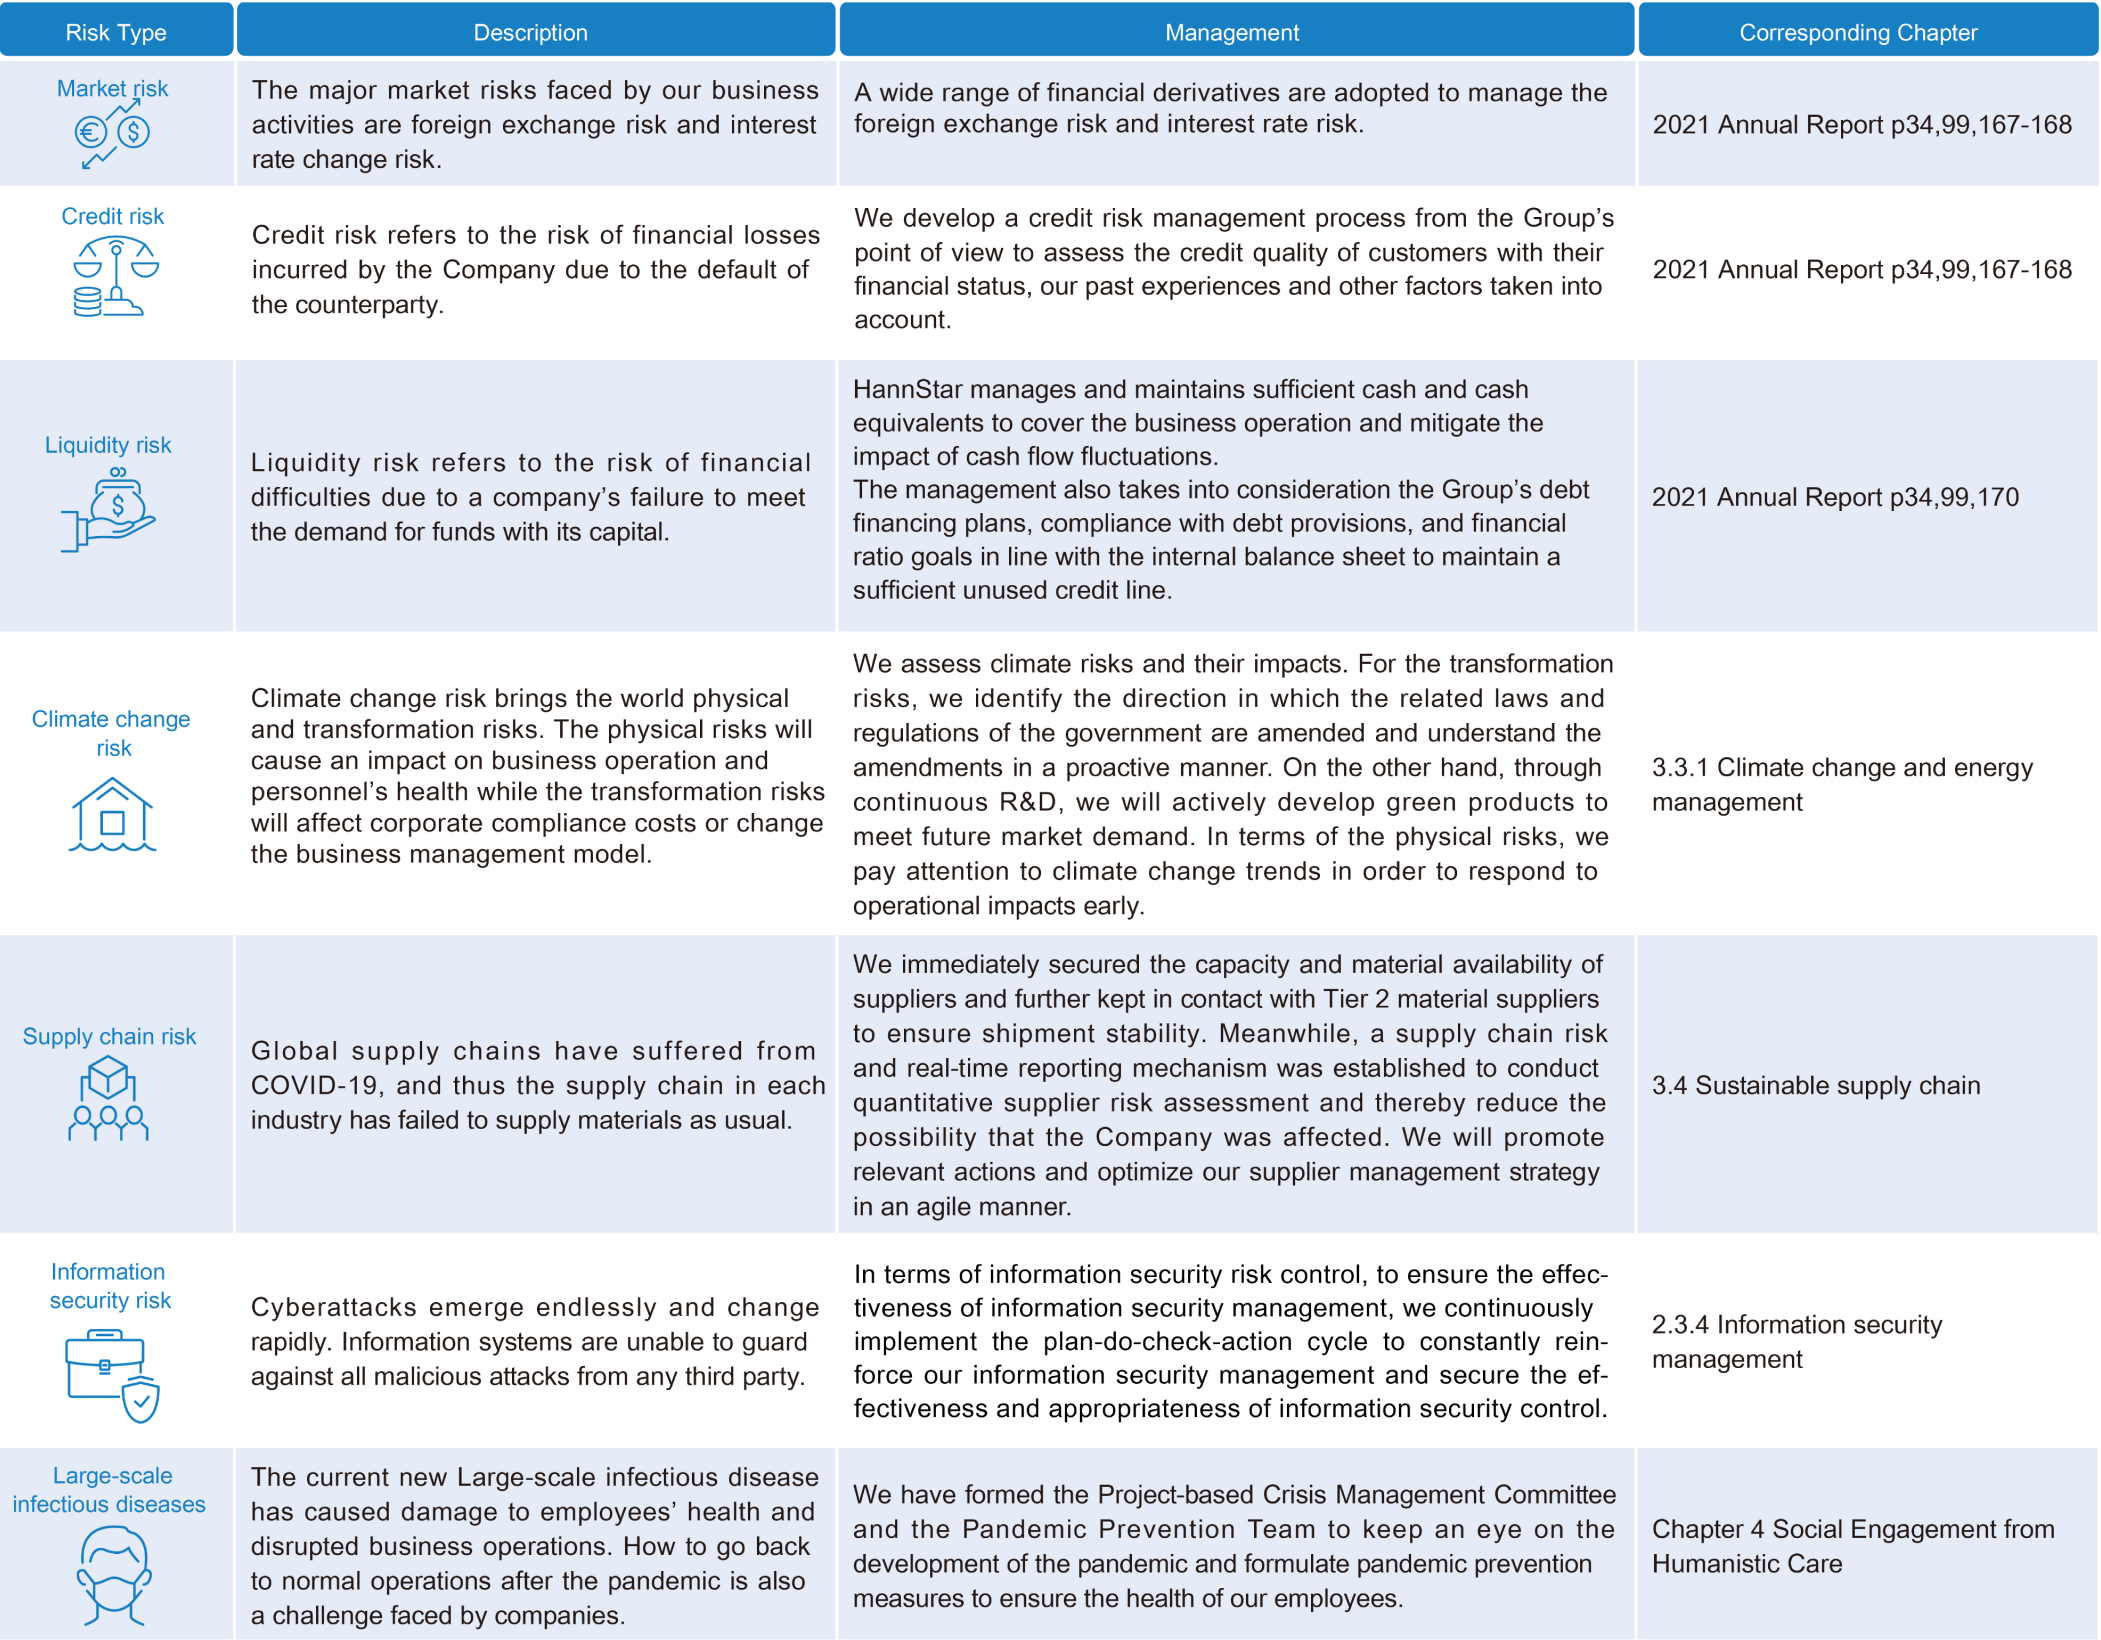 Risk Type
Description
Management
Corresponding Chapter
Market risk
The major market risks faced by our business
activities are foreign exchange risk and interest
rate change risk.
A wide range of financial derivatives are adopted to manage the
foreign exchange risk and interest rate risk.
2021 Annual Report p34,99,167-168
Credit risk
Credit risk refers to the risk of financial losses
incurred by the Company due to the default of
the counterparty.
We develop a credit risk management process from the Group’s
point of view to assess the credit quality of customers with their
financial status, our past experiences and other factors taken into
account.
2021 Annual Report p34,99,167-168
Liquidity risk
$
Liquidity risk refers to the risk of financial
difficulties due to a company’s failure to meet
the demand for funds with its capital.
HannStar manages and maintains sufficient cash and cash
equivalents to cover the business operation and mitigate the
impact of cash flow fluctuations.
The management also takes into consideration the Group’s debt
financing plans, compliance with debt provisions, and financial
ratio goals in line with the internal balance sheet to maintain a
sufficient unused credit line.
2021 Annual Report p34,99,170
Climate change
risk
Climate change risk brings the world physical
and transformation risks. The physical risks will
cause an impact on business operation and
personnel’s health while the transformation risks
will affect corporate compliance costs or change
the business management model.
We assess climate risks and their impacts. For the transformation
risks, we identify the direction in which the related laws and
regulations of the government are amended and understand the
amendments in a proactive manner. On the other hand, through
continuous R&D, we will actively develop green products to
meet future market demand. In terms of the physical risks, we
pay attention to climate change trends in order to respond to
operational impacts early.
3.3.1 Climate change and energy
management
Supply chain risk
Global supply chains have suffered from
COVID-19, and thus the supply chain in each
industry has failed to supply materials as usual.
We immediately secured the capacity and material availability of
suppliers and further kept in contact with Tier 2 material suppliers
to ensure shipment stability. Meanwhile, a supply chain risk
and real-time reporting mechanism was established to conduct
quantitative supplier risk assessment and thereby reduce the
possibility that the Company was affected. We will promote
relevant actions and optimize our supplier management strategy
in an agile manner.
3.4 Sustainable supply chain
Information
security risk
Cyberattacks emerge endlessly and change
rapidly. Information systems are unable to guard
against all malicious attacks from any third party.
In terms of information security risk control, to ensure the effec-
tiveness of information security management, we continuously
implement the plan-do-check-action cycle to constantly rein-
force our information security management and secure the ef-
fectiveness and appropriateness of information security control.
2.3.4 Information security
management
Large-scale
infectious diseases
The current new Large-scale infectious disease
has caused damage to employees’ health and
disrupted business operations. How to go back
to normal operations after the pandemic is also
a challenge faced by companies.
We have formed the Project-based Crisis Management Committee
and the Pandemic Prevention Team to keep an eye on the
development of the pandemic and formulate pandemic prevention
measures to ensure the health of our employees.
Chapter 4 Social Engagement from
Humanistic Care